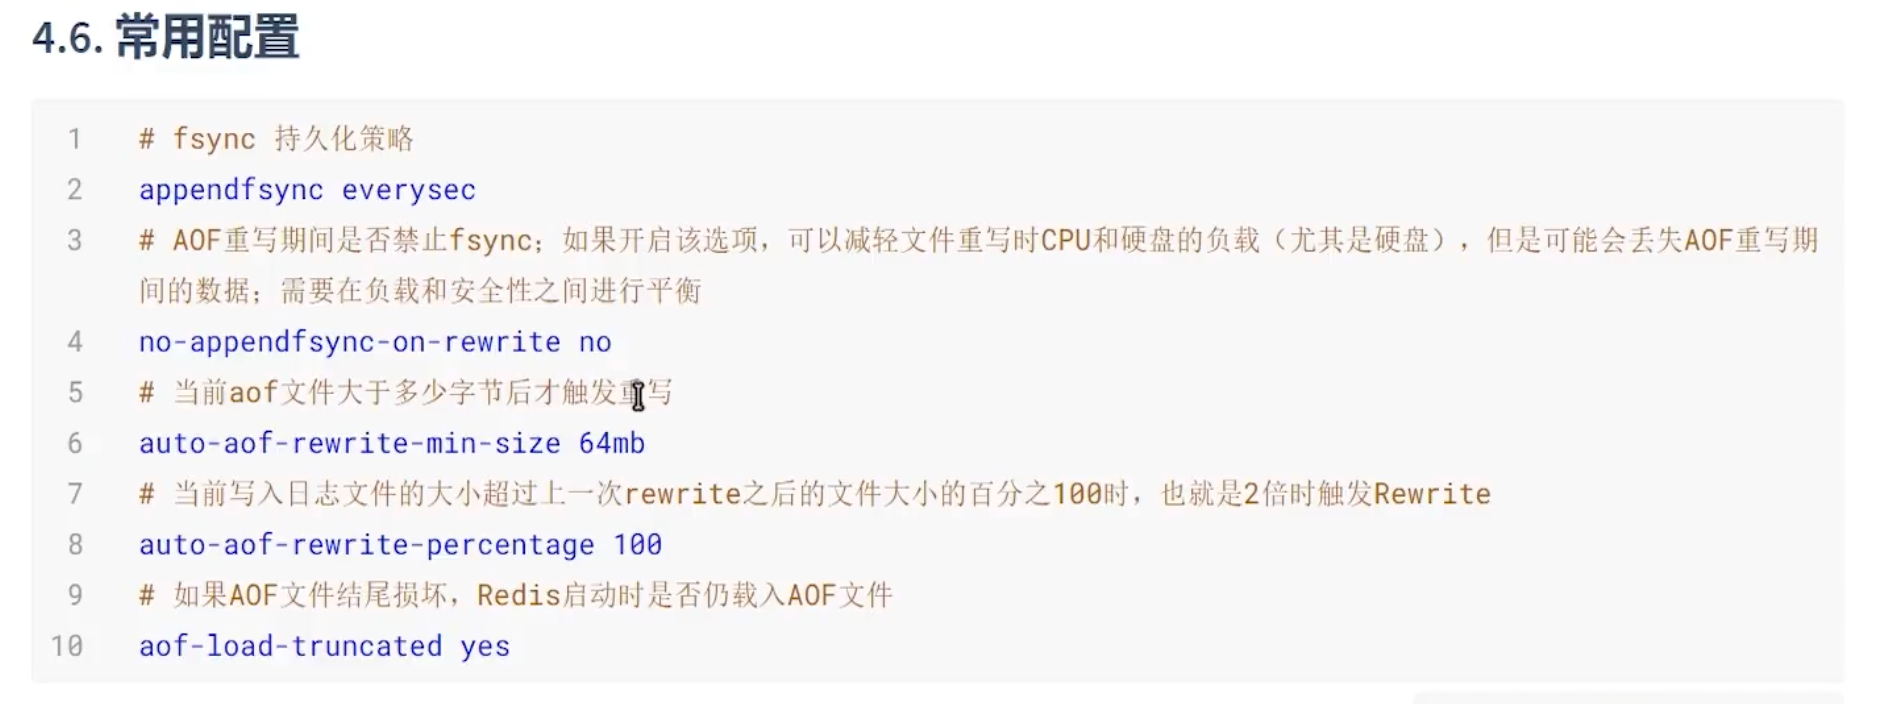 4.6. 常用配置
1 # fsync 持久化策略
2 appendfsync everysec
3 # AOF重写期间是否禁止fsync；如果开启该选项，可以减轻文件重写时CPU和硬盘的负载（尤其是硬盘），但是可能会丢失AOF重写期
间的数据；需要在负载和安全性之间进行平衡
4 no-appendfsync-on-rewrite no
5 # 当前aof文件大于多少字节后才触发重写
6 auto-aof-rewrite-min-size 64mb
7 # 当前写入日志文件的大小超过上一次rewrite之后的文件大小的百分之100时，也就是2倍时触发Rewrite
8 auto-aof-rewrite-percentage 100
9 # 如果AOF文件结尾损坏，Redis启动时是否仍载入AOF文件
10 aof-load-truncated yes